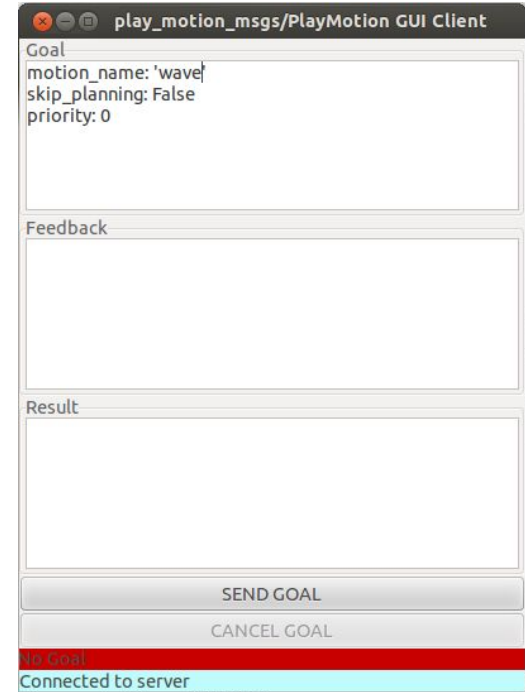 play_motion_msgs/PlayMotion GUI Client
Goal
motion_name: 'wave'
skip_planning: False
priority: 0
Feedback
Result
SEND GOAL
CANCEL GOAL
No Goal
Connected to server